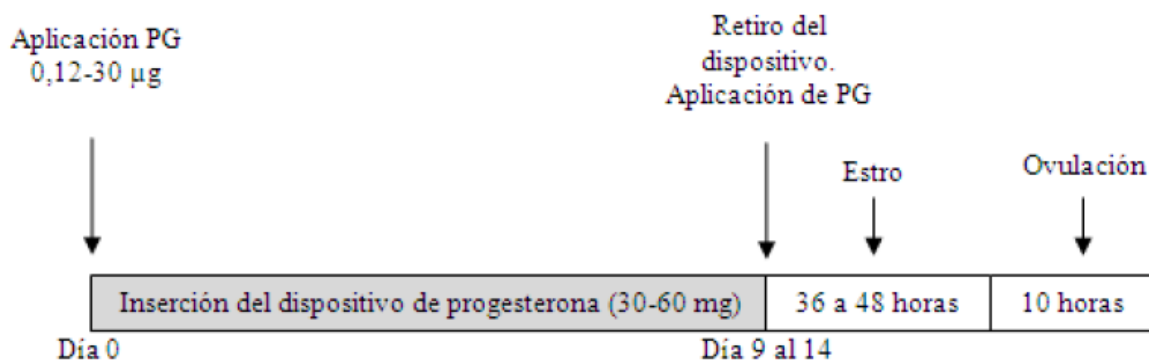 Aplicación PG
0,12-30 µg
Retiro del
dispositivo.
Aplicación de PG
Estro
Ovulación
Inserción del dispositivo de progesterona (30-60 mg)
36 a 48 horas
10 horas
Día 0
Día 9 al 14